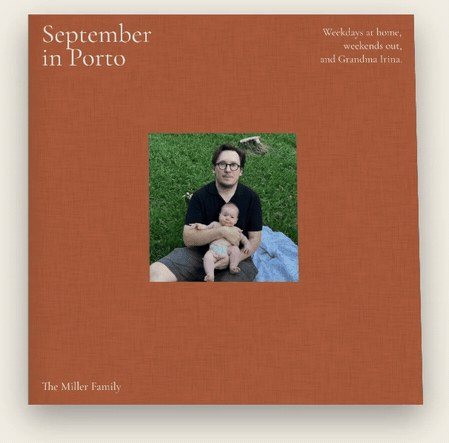 September
in Porto
Weekdays at home,
weekends out,
and Grandma Irina.
The Miller Family